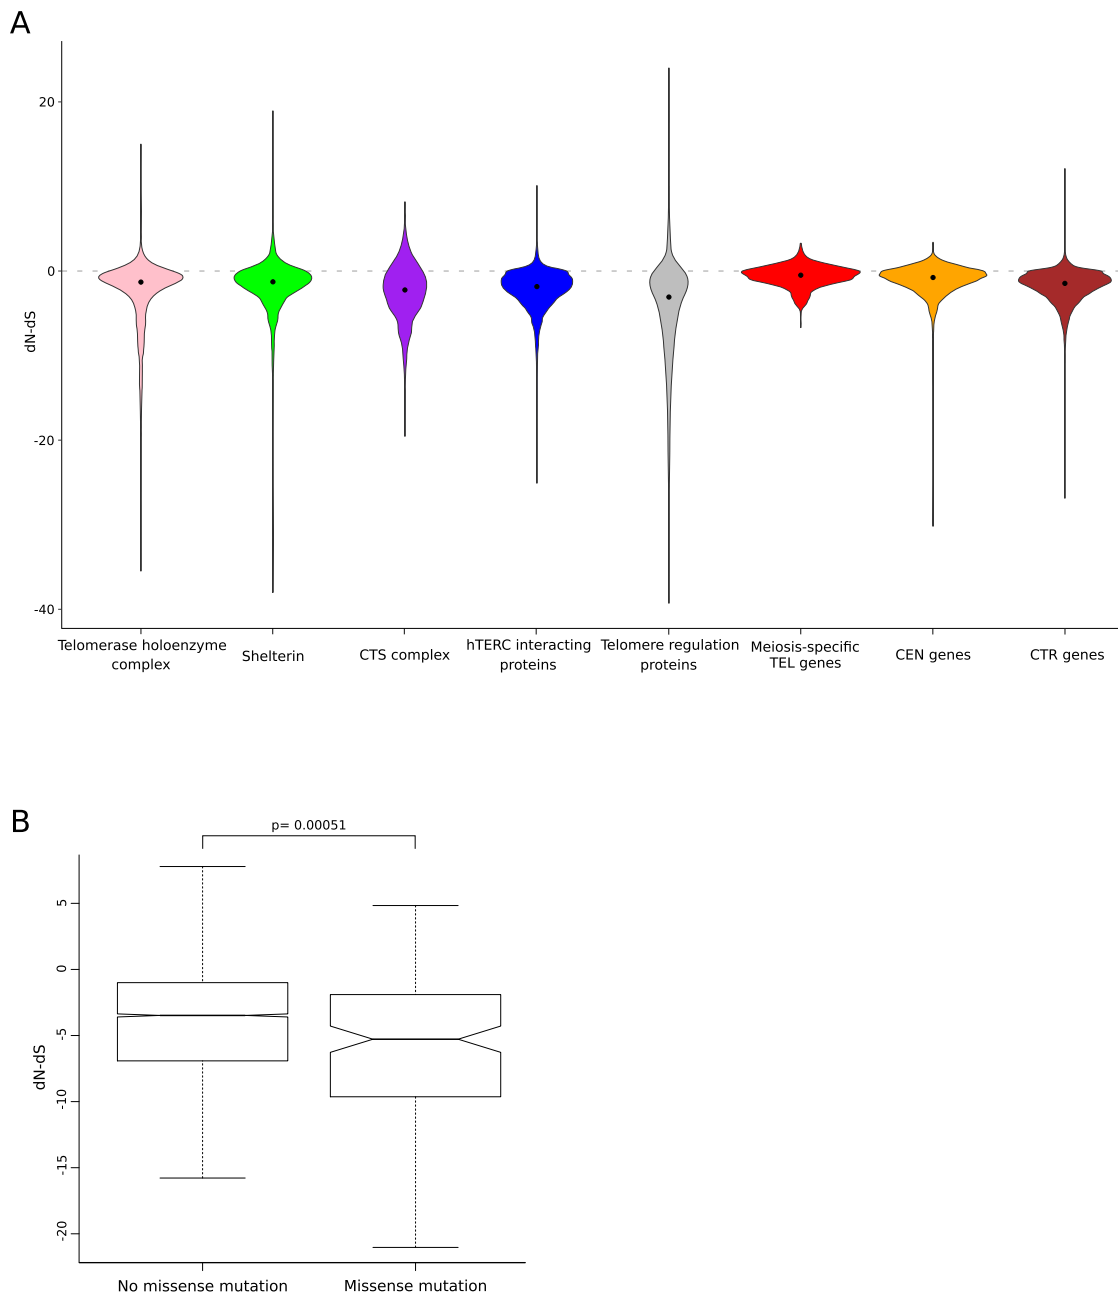 A
20
0
-20
-40
dN-dS
Telomerase holoenzyme
complex
Shelterin
CTS complex
hTERC interacting
proteins
Telomere regulation
proteins
Meiosis-specific
TEL genes
CEN genes
CTR genes
B
p= 0.00051
5
0
-5
-10
-15
-20
dN-dS
No missense mutation
Missense mutation